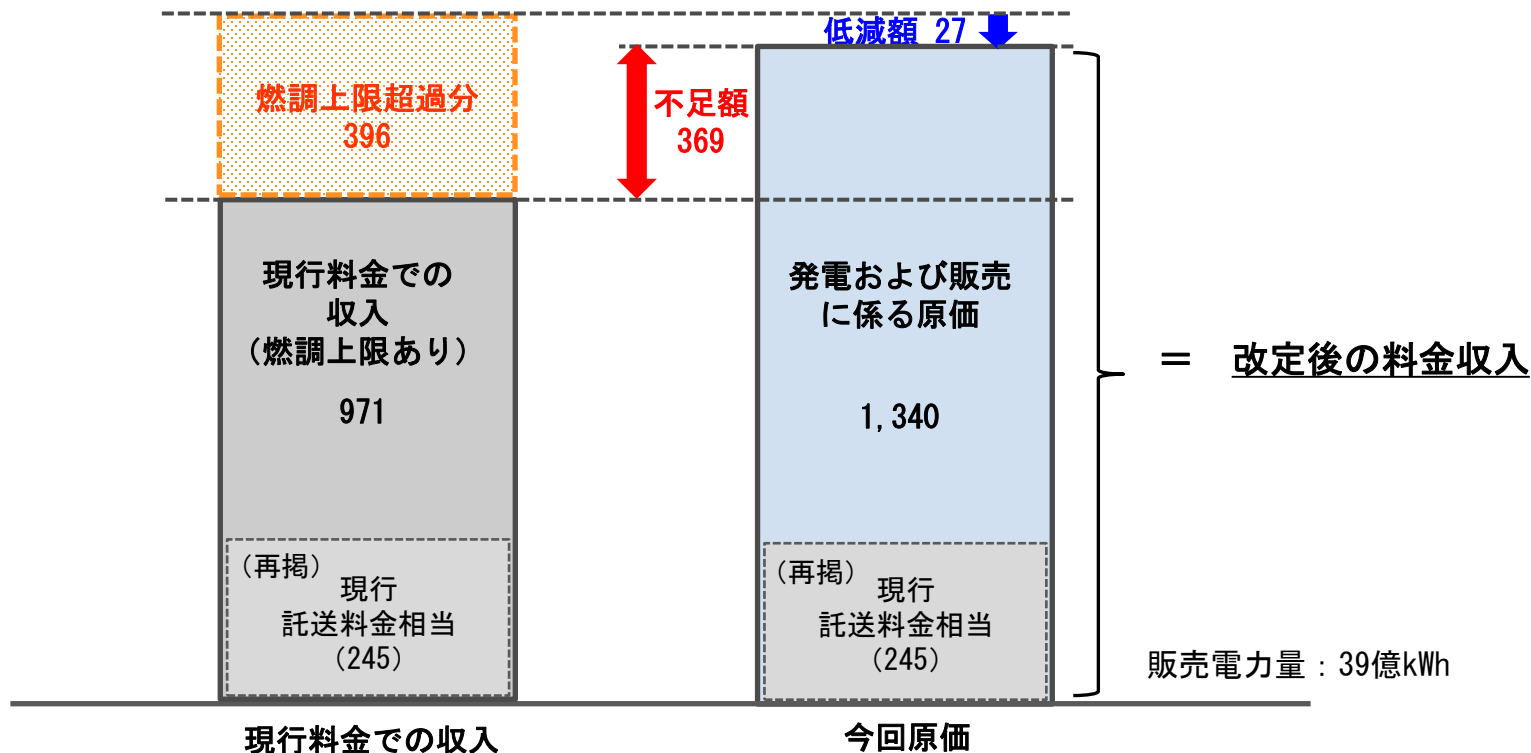 低減額 27
燃調上限超過分
396
不足額
369
現行料金での
収入
(燃調上限あり)
971
発電および販売
に係る原価
1,340
= 改定後の料金収入
(再掲)
現行
託送料金相当
(245)
(再掲)
現行
託送料金相当
(245)
販売電力量：39億kWh
現行料金での収入
今回原価